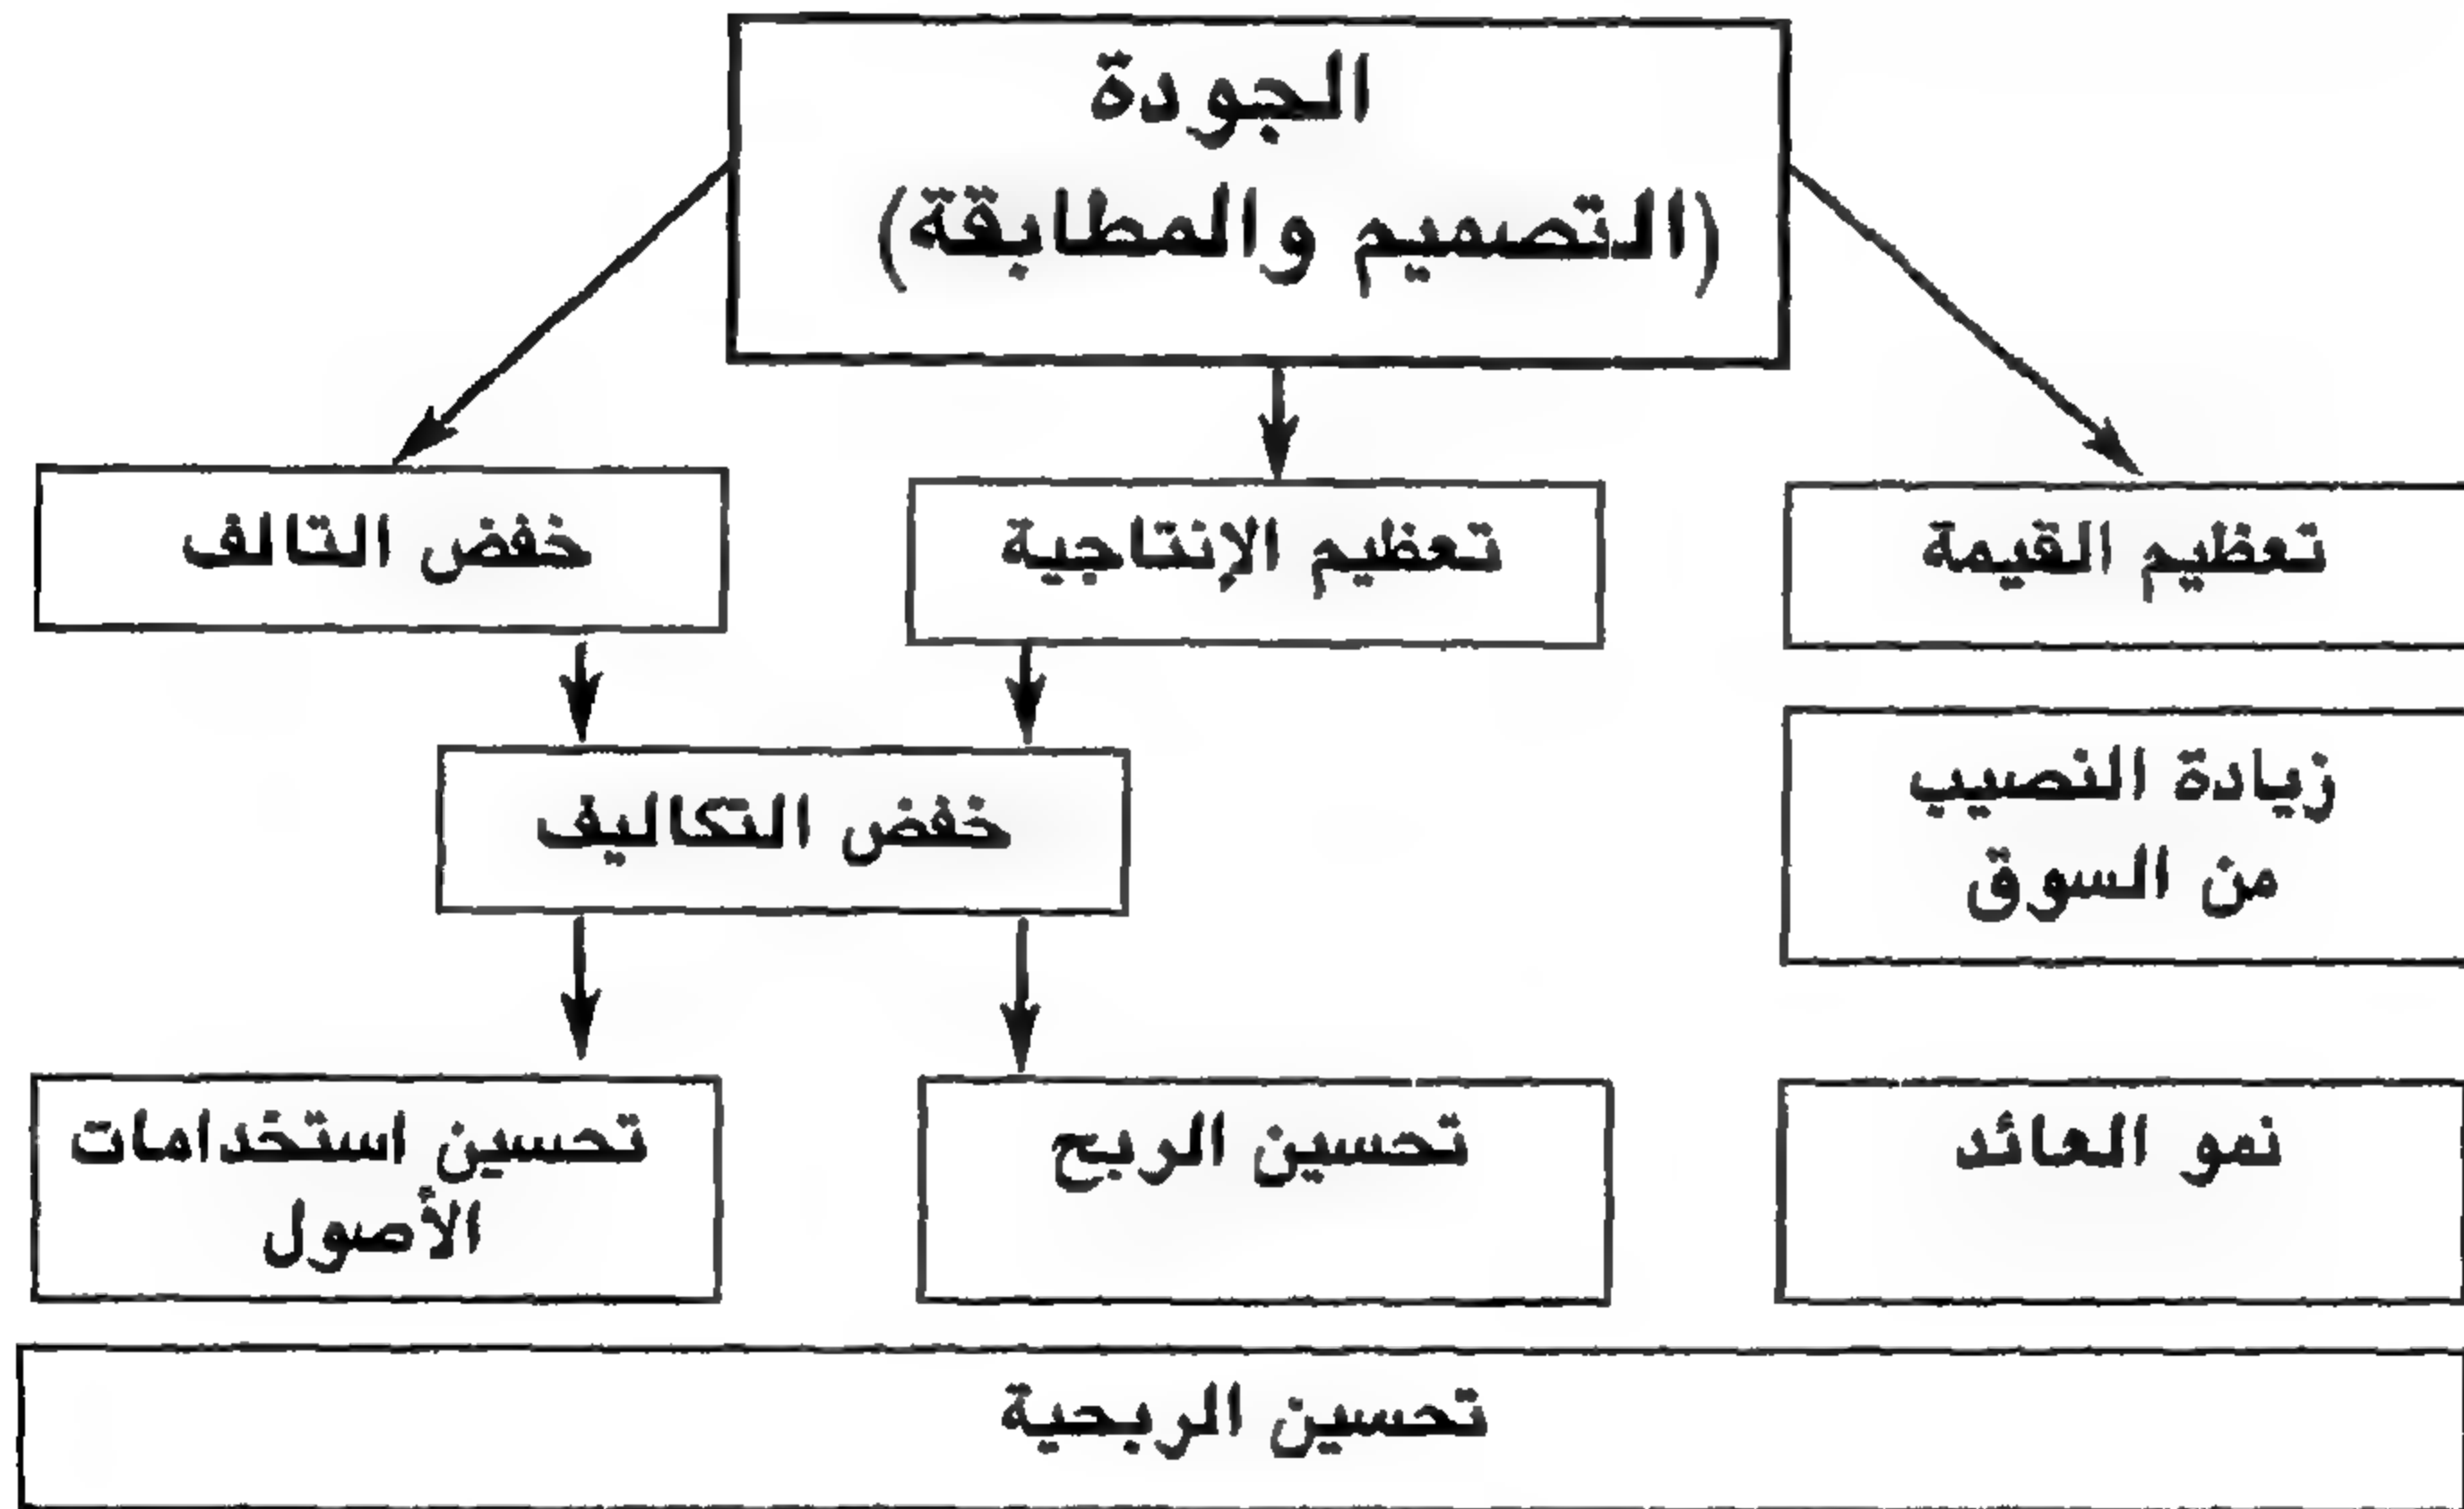 الجودة
(التصميم والمطابقة)
تعظيم القيمة
تعظيم الإنتاجية
خفض التالف
زيادة النصيب
من السوق
خفض التكاليف
نمو العائد
تحسين الربح
تحسين استخدامات
الأصول
تحسين الربحية